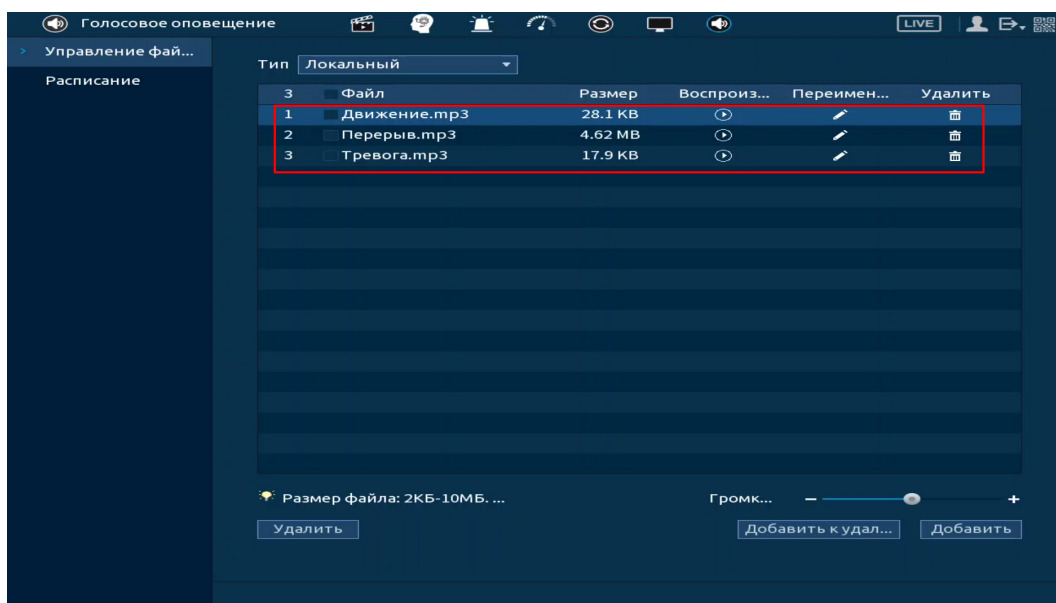 Голосовое оповещение LIVE
Управление фай...
Расписание
Тип Локальный
3 Файл Размер Воспроиз... Переимен... Удалить
1 Движение.mp3 28.1 KB
2 Перерыв.mp3 4.62 MB
3 Тревога.mp3 17.9 KB
Размер файла: 2КБ-10МБ. ... Громк... – +
Удалить Добавить к удал... Добавить